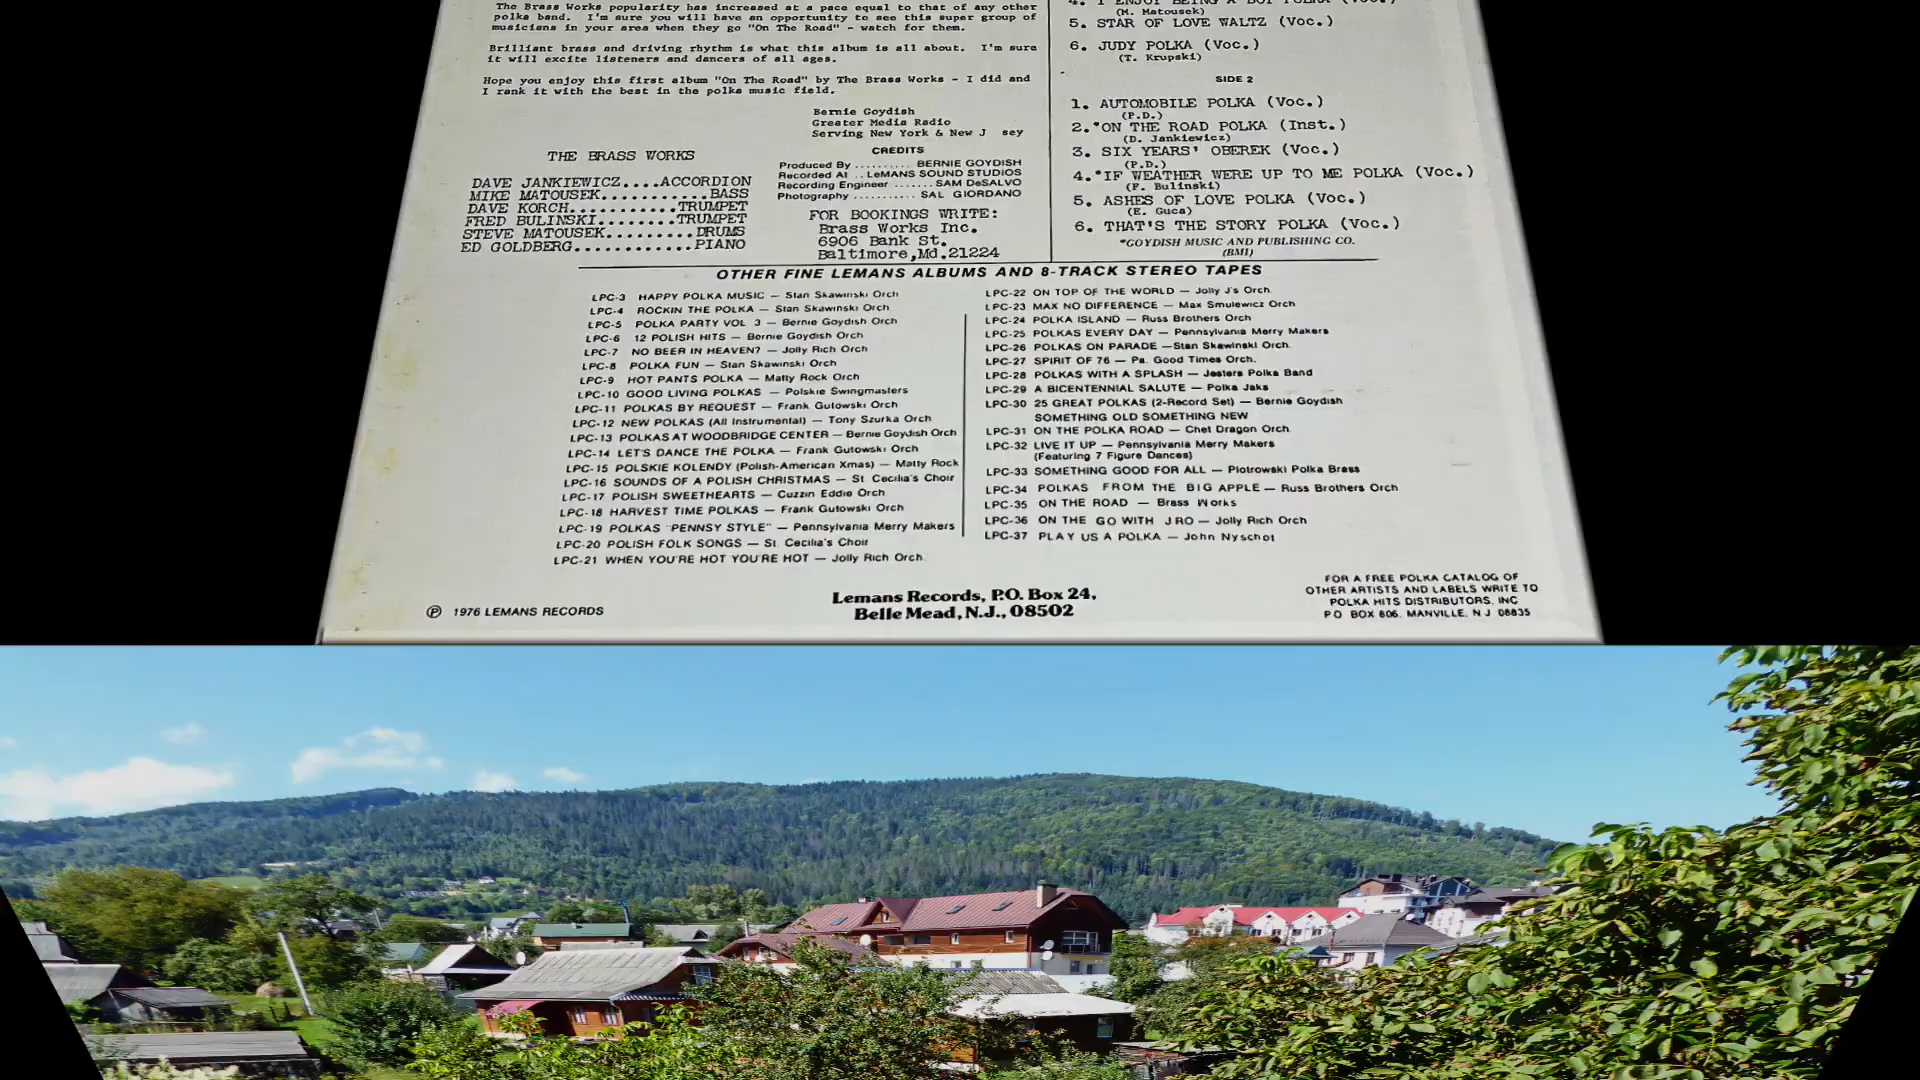 The Brass Works popularity has increased at a pace equal to that of any other
polka band. I'm sure you will have an opportunity to see this super group of
musicians in your area when they go "On The Road" - watch for them.
Brilliant brass and driving rhythm is what this album is all about. I'm sure
it will excite listeners and dancers of all ages.
Hope you enjoy this first album "On The Road" by The Brass Works - I did and
I rank it with the best in the polka music field.
Bernie Goydish
Greater Media Radio
Serving New York & New J sey
THE BRASS WORKS
DAVE JANKIEWICZ....ACCORDION
MIKE MATOUSEK...........BASS
DAVE KORCH...........TRUMPET
FRED BULINSKI........TRUMPET
STEVE MATOUSEK.........DRUMS
ED GOLDBERG............PIANO
CREDITS
Produced By .......... BERNIE GOYDISH
Recorded At .. LeMANS SOUND STUDIOS
Recording Engineer ....... SAM DeSALVO
Photography .......... SAL GIORDANO
FOR BOOKINGS WRITE:
Brass Works Inc.
6906 Bank St.
Baltimore,Md.21224
4. I ENJOY BEING A BOY POLKA (Voc.)
(M. Matousek)
5. STAR OF LOVE WALTZ (Voc.)
6. JUDY POLKA (Voc.)
(T. Krupski)
SIDE 2
1. AUTOMOBILE POLKA (Voc.)
(P.D.)
2.*ON THE ROAD POLKA (Inst.)
(D. Jankiewicz)
3. SIX YEARS' OBEREK (Voc.)
(P.D.)
4.*IF WEATHER WERE UP TO ME POLKA (Voc.)
(F. Bulinski)
5. ASHES OF LOVE POLKA (Voc.)
(E. Guca)
6. THAT'S THE STORY POLKA (Voc.)
*GOYDISH MUSIC AND PUBLISHING CO.
(BMI)
OTHER FINE LEMANS ALBUMS AND 8-TRACK STEREO TAPES
LPC-3 HAPPY POLKA MUSIC — Stan Skawinski Orch
LPC-4 ROCKIN THE POLKA — Stan Skawinski Orch
LPC-5 POLKA PARTY VOL 3 — Bernie Goydish Orch
LPC-6 12 POLISH HITS — Bernie Goydish Orch
LPC-7 NO BEER IN HEAVEN? — Jolly Rich Orch
LPC-8 POLKA FUN — Stan Skawinski Orch
LPC-9 HOT PANTS POLKA — Matty Rock Orch
LPC-10 GOOD LIVING POLKAS — Polskie Swingmasters
LPC-11 POLKAS BY REQUEST — Frank Gutowski Orch
LPC-12 NEW POLKAS (All Instrumental) — Tony Szurka Orch
LPC-13 POLKAS AT WOODBRIDGE CENTER — Bernie Goydish Orch
LPC-14 LET'S DANCE THE POLKA — Frank Gutowski Orch
LPC-15 POLSKIE KOLENDY (Polish-American Xmas) — Matty Rock
LPC-16 SOUNDS OF A POLISH CHRISTMAS — St Cecilia's Choir
LPC-17 POLISH SWEETHEARTS — Cuzzin Eddie Orch
LPC-18 HARVEST TIME POLKAS — Frank Gutowski Orch
LPC-19 POLKAS "PENNSY STYLE" — Pennsylvania Merry Makers
LPC-20 POLISH FOLK SONGS — St. Cecilia's Choir
LPC-21 WHEN YOU'RE HOT YOU'RE HOT — Jolly Rich Orch.
LPC-22 ON TOP OF THE WORLD — Jolly J's Orch.
LPC-23 MAX NO DIFFERENCE — Max Smulewicz Orch
LPC-24 POLKA ISLAND — Russ Brothers Orch
LPC-25 POLKAS EVERY DAY — Pennsylvania Merry Makers
LPC-26 POLKAS ON PARADE —Stan Skawinski Orch.
LPC-27 SPIRIT OF 76 — Pa. Good Times Orch.
LPC-28 POLKAS WITH A SPLASH — Jesters Polka Band
LPC-29 A BICENTENNIAL SALUTE — Polka Jaks
LPC-30 25 GREAT POLKAS (2-Record Set) — Bernie Goydish
SOMETHING OLD SOMETHING NEW
LPC-31 ON THE POLKA ROAD — Chet Dragon Orch
LPC-32 LIVE IT UP — Pennsylvania Merry Makers
(Featuring 7 Figure Dances)
LPC-33 SOMETHING GOOD FOR ALL — Piotrowski Polka Brass
LPC-34 POLKAS FROM THE BIG APPLE — Russ Brothers Orch
LPC-35 ON THE ROAD — Brass Works
LPC-36 ON THE GO WITH JRO — Jolly Rich Orch
LPC-37 PLAY US A POLKA — John Nyschot
Ⓟ 1976 LEMANS RECORDS
Lemans Records, P.O. Box 24,
Belle Mead, N.J., 08502
FOR A FREE POLKA CATALOG OF
OTHER ARTISTS AND LABELS WRITE TO
POLKA HITS DISTRIBUTORS, INC
P O BOX 806, MANVILLE, N J 08835